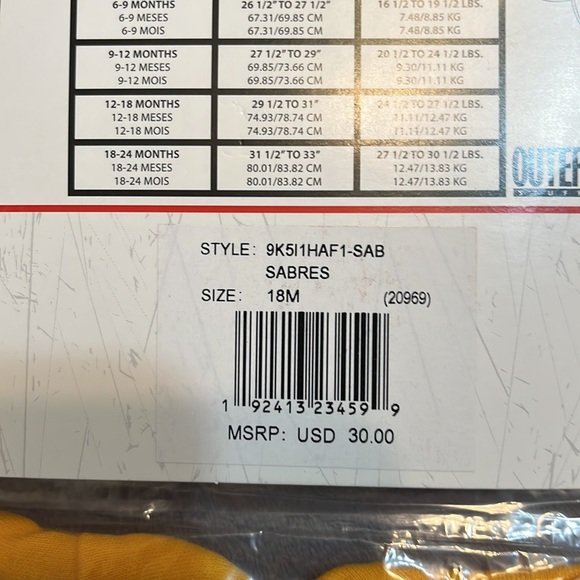 6-9 MONTHS 26 1/2" TO 27 1/2" 16 1/2 TO 19 1/2 LBS.
6-9 MESES 67.31/69.85 CM 7.48/8.85 KG
6-9 MOIS 67.31/69.85 CM 7.48/8.85 KG
9-12 MONTHS 27 1/2" TO 29" 20 1/2 TO 24 1/2 LBS.
9-12 MESES 69.85/73.66 CM 9.30/11.11 KG
9-12 MOIS 69.85/73.66 CM 9.30/11.11 KG
12-18 MONTHS 29 1/2 TO 31" 24 1/2 TO 27 1/2 LBS.
12-18 MESES 74.93/78.74 CM 11.11/12.47 KG
12-18 MOIS 74.93/78.74 CM 11.11/12.47 KG
18-24 MONTHS 31 1/2" TO 33" 27 1/2 TO 30 1/2 LBS.
18-24 MESES 80.01/83.82 CM 12.47/13.83 KG
18-24 MOIS 80.01/83.82 CM 12.47/13.83 KG
STYLE: 9K5I1HAF1-SAB
SABRES
SIZE: 18M (20969)
1 92413 23459 9
MSRP: USD 30.00